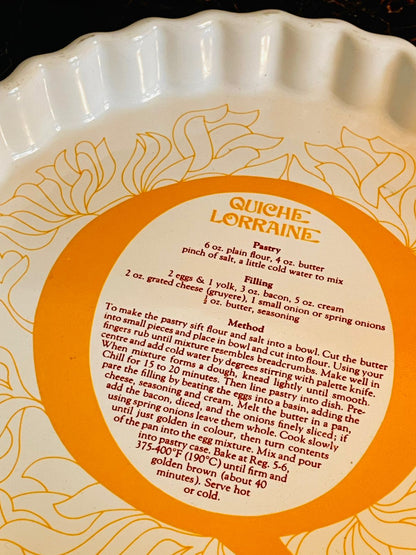 QUICHE
LORRAINE
Pastry
6 oz. plain flour, 4 oz. butter
pinch of salt, a little cold water to mix
Filling
2 eggs & 1 yolk, 3 oz. bacon, 5 oz. cream
2 oz. grated cheese (gruyere), 1 small onion or spring onions
½ oz. butter, seasoning
Method
To make the pastry sift flour and salt into a bowl. Cut the butter
into small pieces and place in bowl and cut into flour. Using your
fingers rub until mixture resembles breadcrumbs. Make well in
centre and add cold water by degrees stirring with palette knife.
When mixture forms a dough, knead lightly until smooth.
Chill for 15 to 20 minutes. Then line pastry into dish. Pre-
pare the filling by beating the eggs into a basin, adding the
cheese, seasoning and cream. Melt the butter in a pan,
add the bacon, diced, and the onions finely sliced; if
using spring onions leave them whole. Cook slowly
until just golden in colour, then turn contents
of the pan into the egg mixture. Mix and pour
into pastry case. Bake at Reg. 5-6,
375-400°F (190°C) until firm and
golden brown (about 40
minutes). Serve hot
or cold.